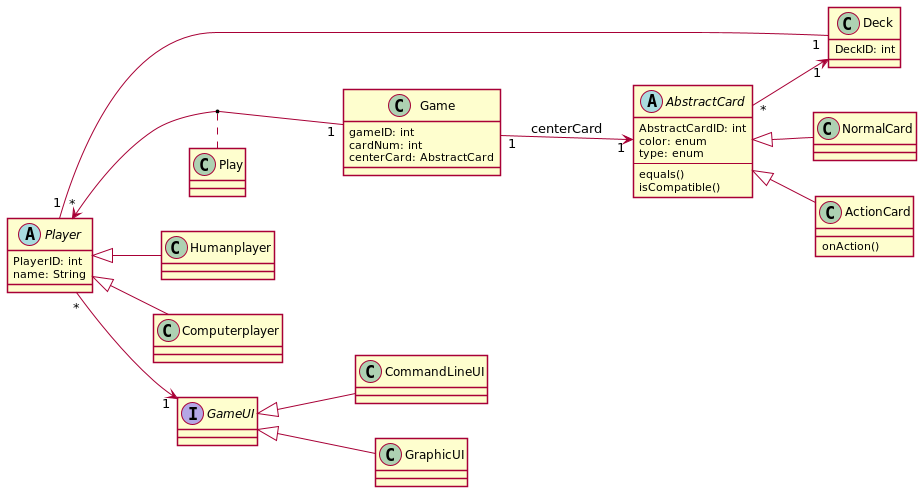 C Deck
DeckID: int
1
1
*
A AbstractCard
AbstractCardID: int
color: enum
type: enum
equals()
isCompatible()
C NormalCard
C ActionCard
onAction()
C Game
gameID: int
cardNum: int
centerCard: AbstractCard
1
centerCard
1
1
C Play
1 *
A Player
PlayerID: int
name: String
*
C Humanplayer
C Computerplayer
1
I GameUI
C CommandLineUI
C GraphicUI